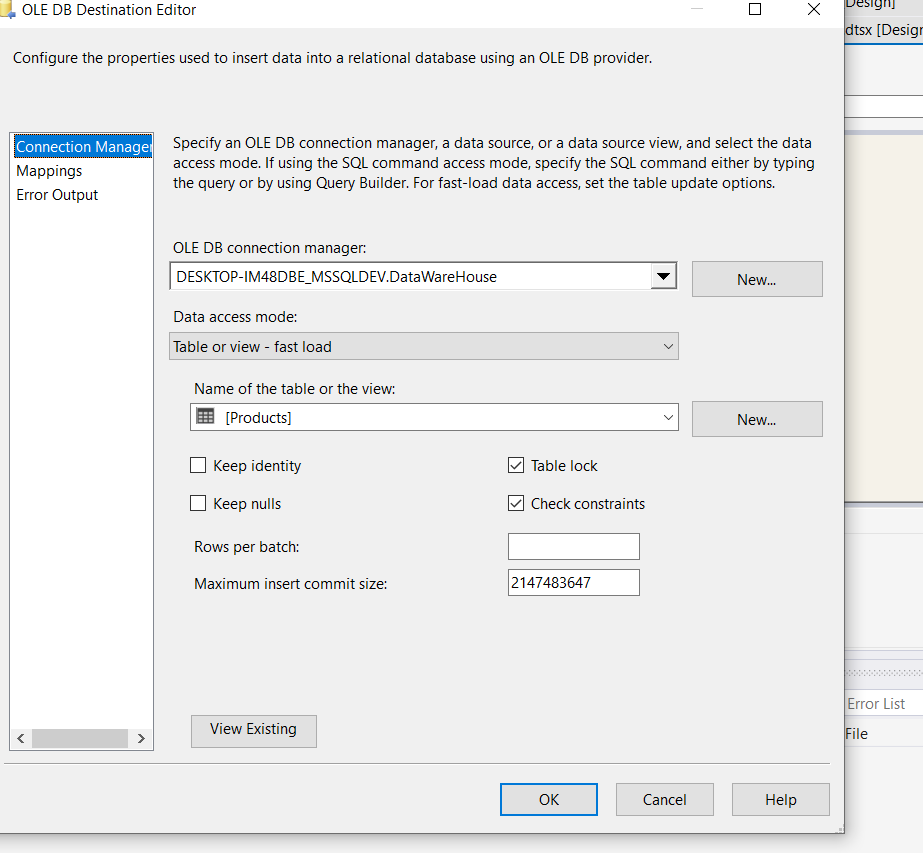 OLE DB Destination Editor
Design]
dtsx [Design
Configure the properties used to insert data into a relational database using an OLE DB provider.
Connection Manager
Mappings
Error Output
Specify an OLE DB connection manager, a data source, or a data source view, and select the data
access mode. If using the SQL command access mode, specify the SQL command either by typing
the query or by using Query Builder. For fast-load data access, set the table update options.
OLE DB connection manager:
DESKTOP-IM48DBE_MSSQLDEV.DataWareHouse
New...
Data access mode:
Table or view - fast load
Name of the table or the view:
[Products]
New...
Keep identity
Table lock
Keep nulls
Check constraints
Rows per batch:
Maximum insert commit size:
2147483647
View Existing
Error List
File
OK
Cancel
Help